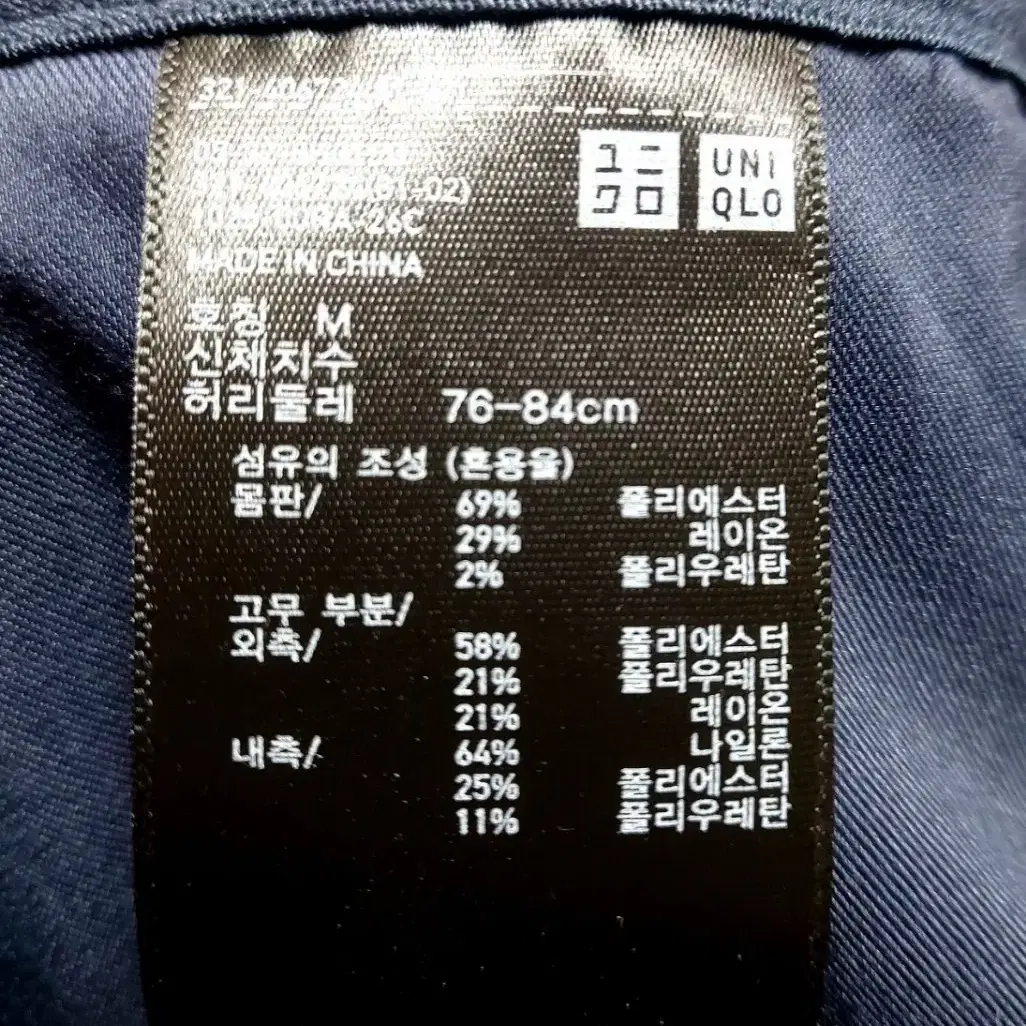 ユニ
クロ
UNI
QLO
MADE IN CHINA
호칭 M
신체치수
허리둘레 76-84cm
섬유의 조성 (혼용율)
몸판/ 69% 폴리에스터
29% 레이온
2% 폴리우레탄
고무 부분/
외측/ 58% 폴리에스터
21% 폴리우레탄
21% 레이온
내측/ 64% 나일론
25% 폴리에스터
11% 폴리우레탄